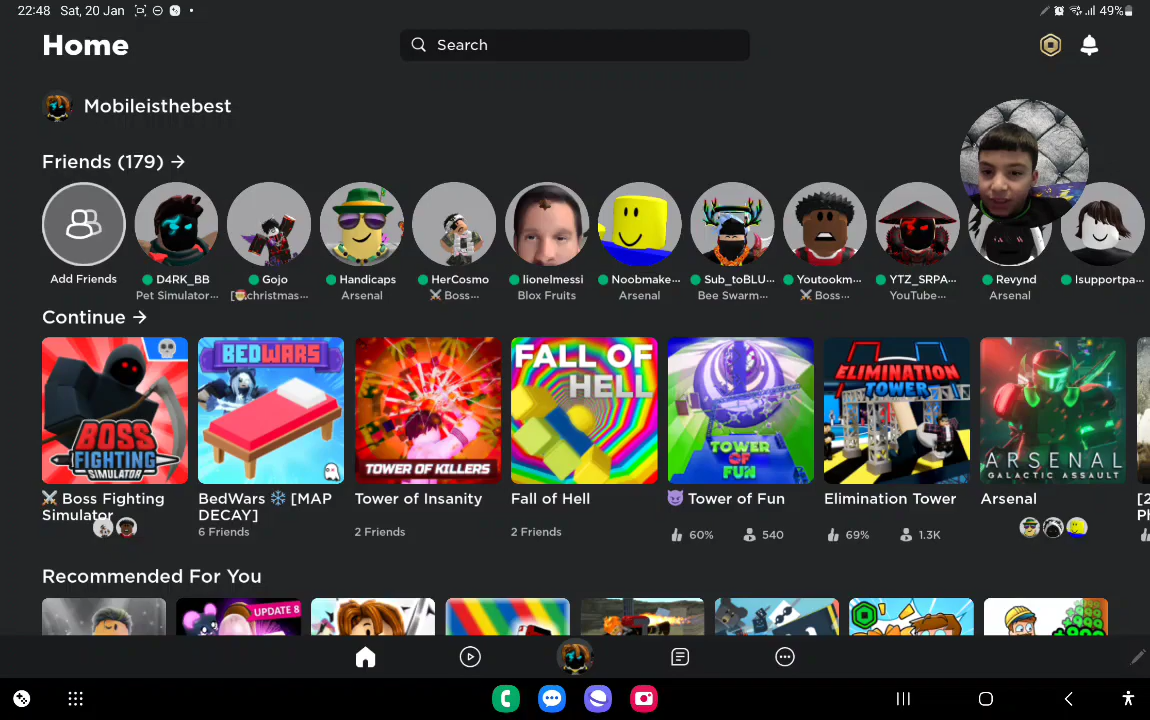 22:48 Sat, 20 Jan
49%
Home
Search
Mobileisthebest
Friends (179) →
Add Friends
D4RK_BB
Pet Simulator...
Gojo
christmas...
Handicaps
Arsenal
HerCosmo
⚔️ Boss...
lionelmessi
Blox Fruits
Noobmake...
Arsenal
Sub_toBLU...
Bee Swarm...
Youtookm...
⚔️ Boss...
YTZ_SRPA...
YouTube...
Revynd
Arsenal
Isupportpa...
Continue →
BOSS
FIGHTING
SIMULATOR
BEDWARS
TOWER OF KILLERS
FALL OF
HELL
TOWER
OF
FUN
ELIMINATION
TOWER
ARSENAL
GALACTIC ASSAULT
⚔️ Boss Fighting
Simulator
BedWars ❄️ [MAP
DECAY]
6 Friends
Tower of Insanity
2 Friends
Fall of Hell
2 Friends
😈 Tower of Fun
60% 540
Elimination Tower
69% 1.3K
Arsenal
[2
Recommended For You
UPDATE 8